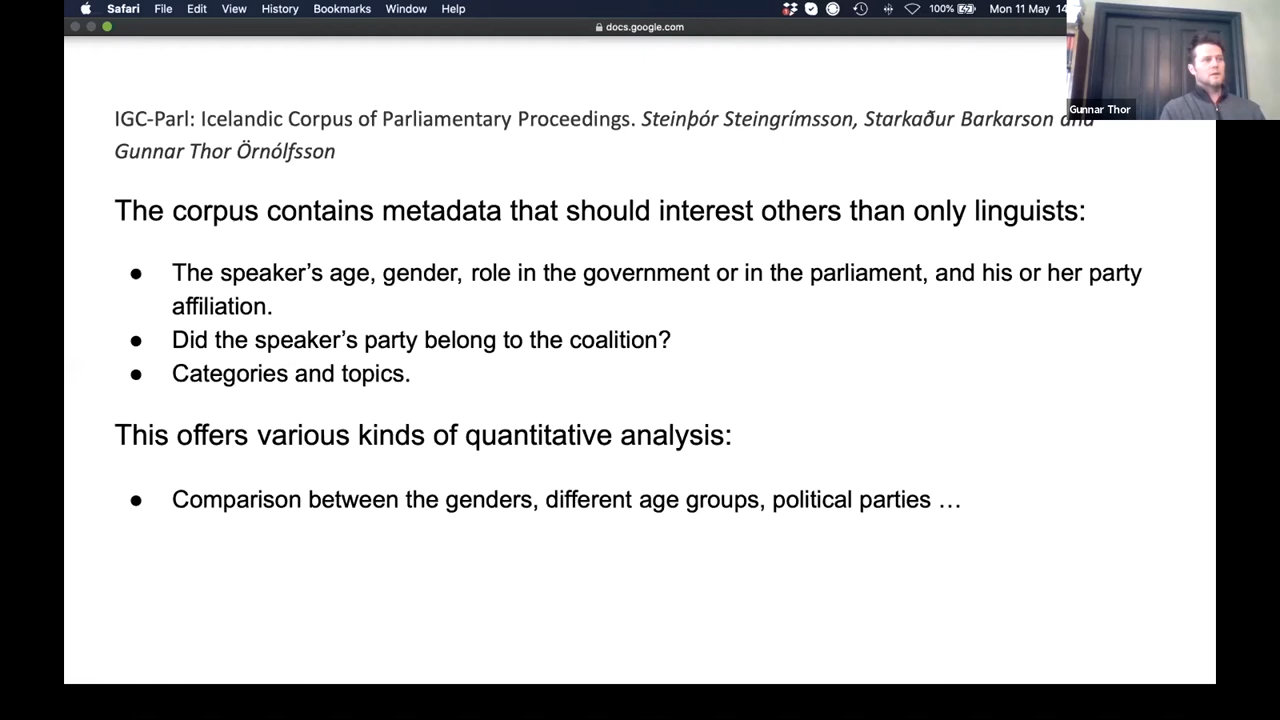 Safari File Edit View History Bookmarks Window Help 100% Mon 11 May 14
docs.google.com
Gunnar Thor
IGC-Parl: Icelandic Corpus of Parliamentary Proceedings. Steinþór Steingrímsson, Starkaður Barkarson and
Gunnar Thor Örnólfsson
The corpus contains metadata that should interest others than only linguists:
● The speaker’s age, gender, role in the government or in the parliament, and his or her party
affiliation.
● Did the speaker’s party belong to the coalition?
● Categories and topics.
This offers various kinds of quantitative analysis:
● Comparison between the genders, different age groups, political parties …